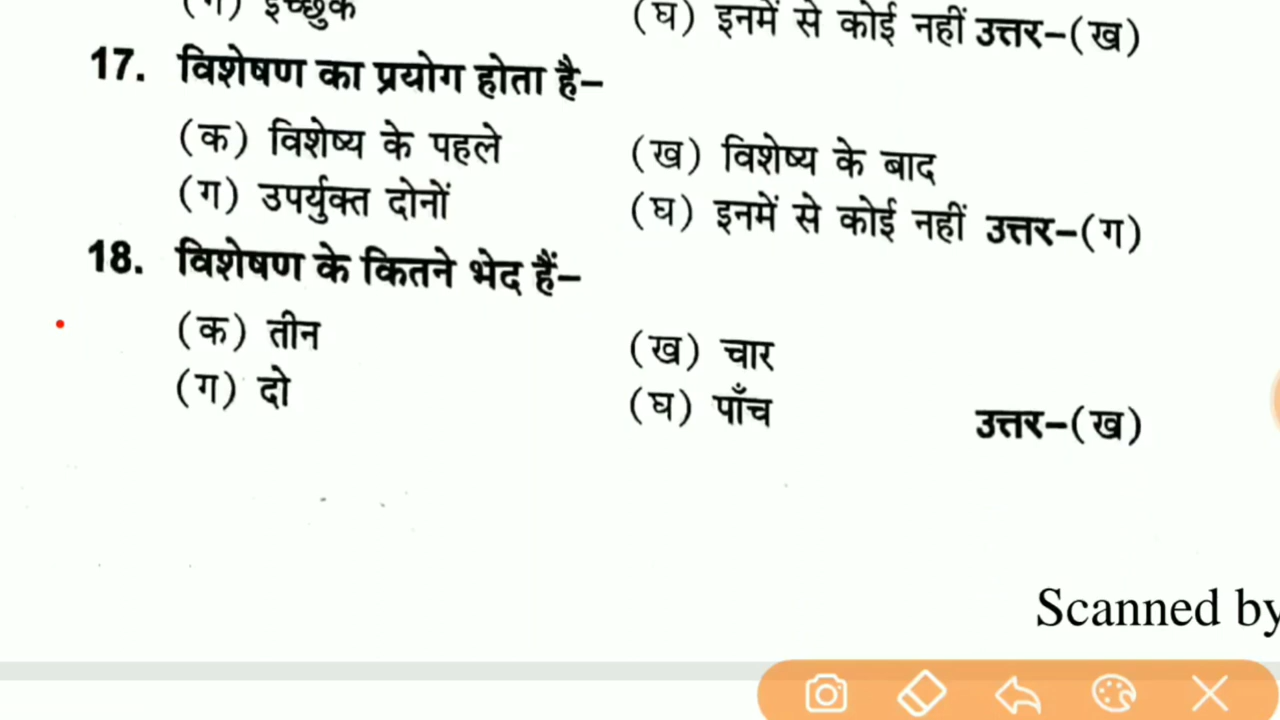 (ग) इच्छुक (घ) इनमें से कोई नहीं उत्तर–(ख)
17. विशेषण का प्रयोग होता है–
(क) विशेष्य के पहले (ख) विशेष्य के बाद
(ग) उपर्युक्त दोनों (घ) इनमें से कोई नहीं उत्तर–(ग)
18. विशेषण के कितने भेद हैं–
(क) तीन (ख) चार
(ग) दो (घ) पाँच उत्तर–(ख)
Scanned by